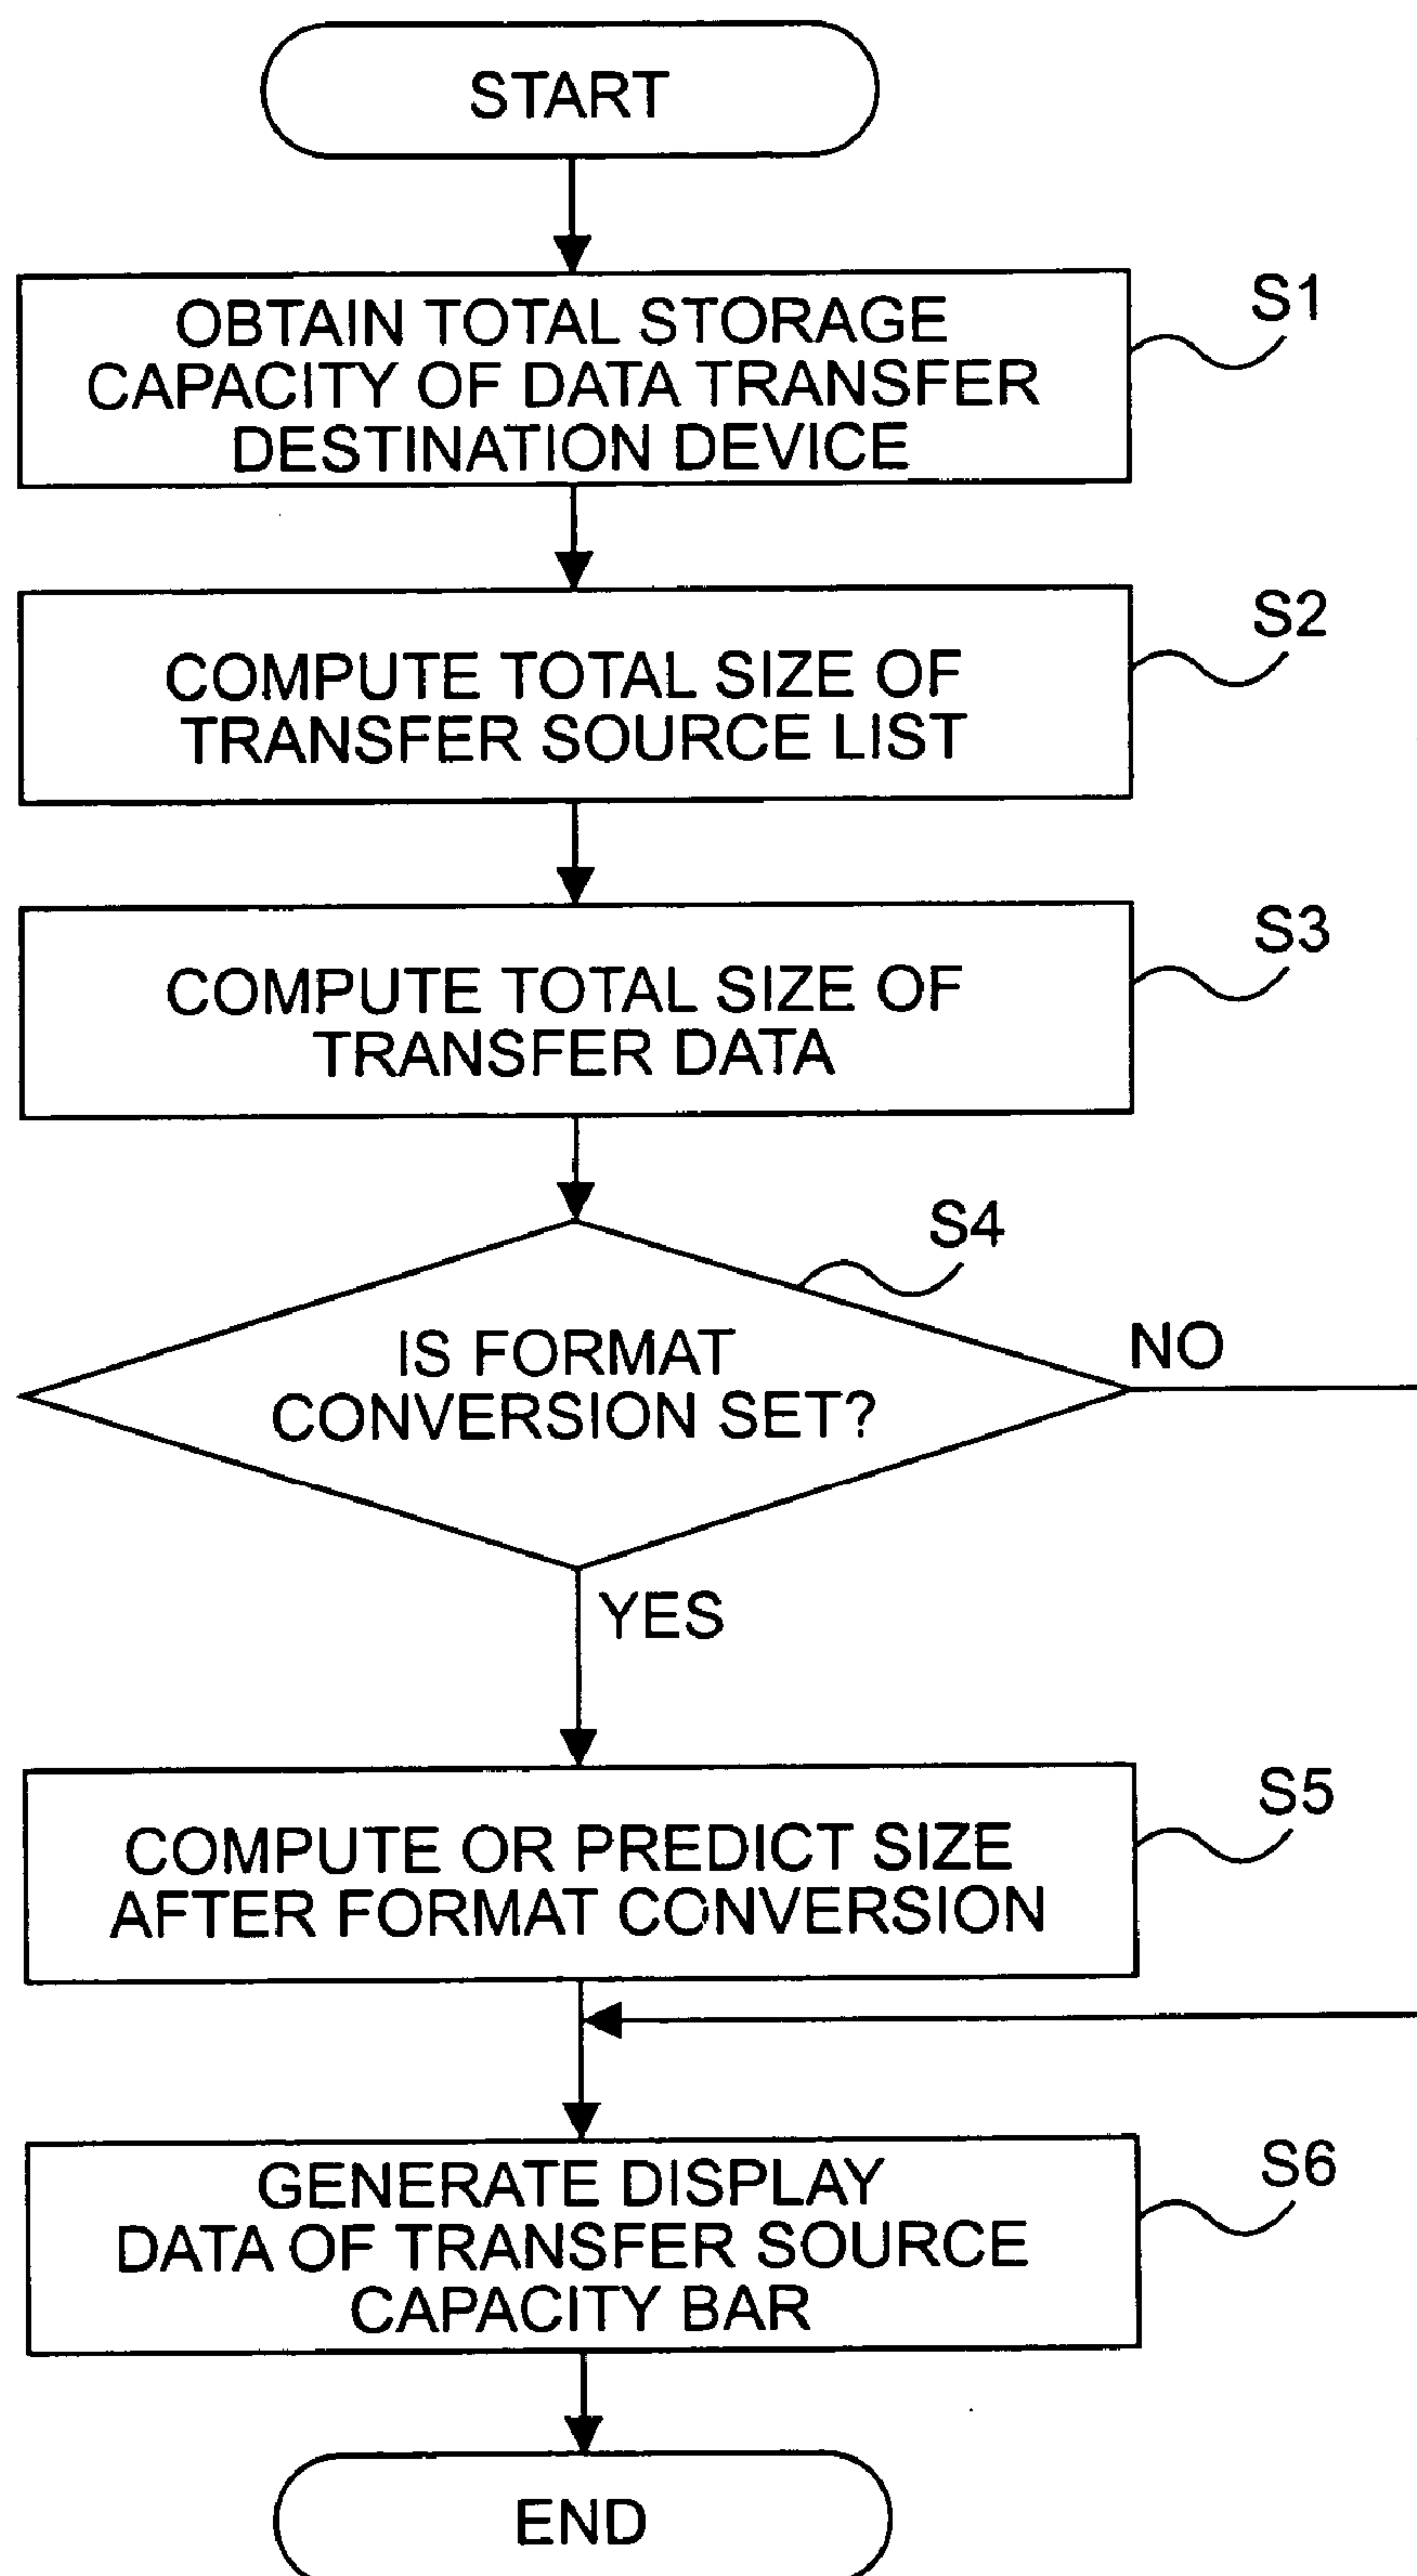 START
OBTAIN TOTAL STORAGE
CAPACITY OF DATA TRANSFER
DESTINATION DEVICE
S1
COMPUTE TOTAL SIZE OF
TRANSFER SOURCE LIST
S2
COMPUTE TOTAL SIZE OF
TRANSFER DATA
S3
IS FORMAT
CONVERSION SET?
S4
NO
YES
COMPUTE OR PREDICT SIZE
AFTER FORMAT CONVERSION
S5
GENERATE DISPLAY
DATA OF TRANSFER SOURCE
CAPACITY BAR
S6
END